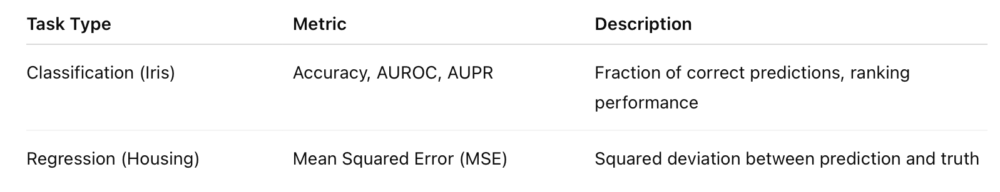 Task Type Metric Description
Classification (Iris) Accuracy, AUROC, AUPR Fraction of correct predictions, ranking
performance
Regression (Housing) Mean Squared Error (MSE) Squared deviation between prediction and truth